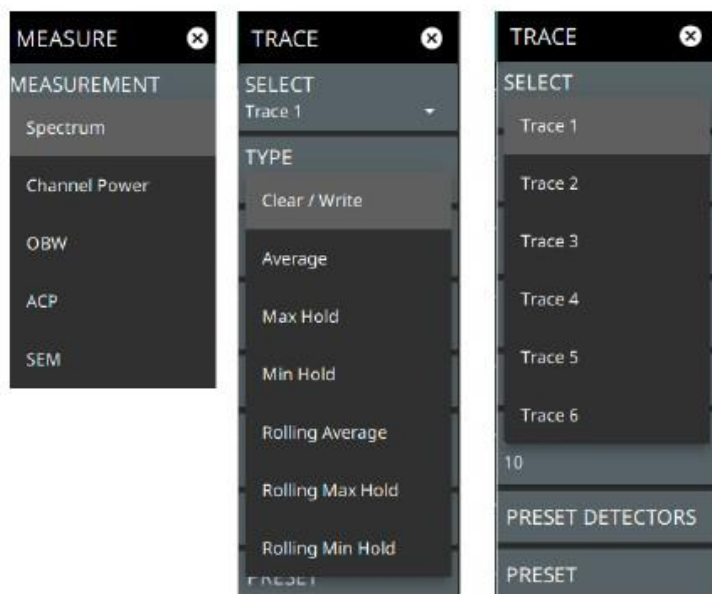 MEASURE
MEASUREMENT
Spectrum
Channel Power
OBW
ACP
SEM
TRACE
SELECT
Trace 1
TYPE
Clear / Write
Average
Max Hold
Min Hold
Rolling Average
Rolling Max Hold
Rolling Min Hold
PRESET
TRACE
SELECT
Trace 1
Trace 2
Trace 3
Trace 4
Trace 5
Trace 6
10
PRESET DETECTORS
PRESET